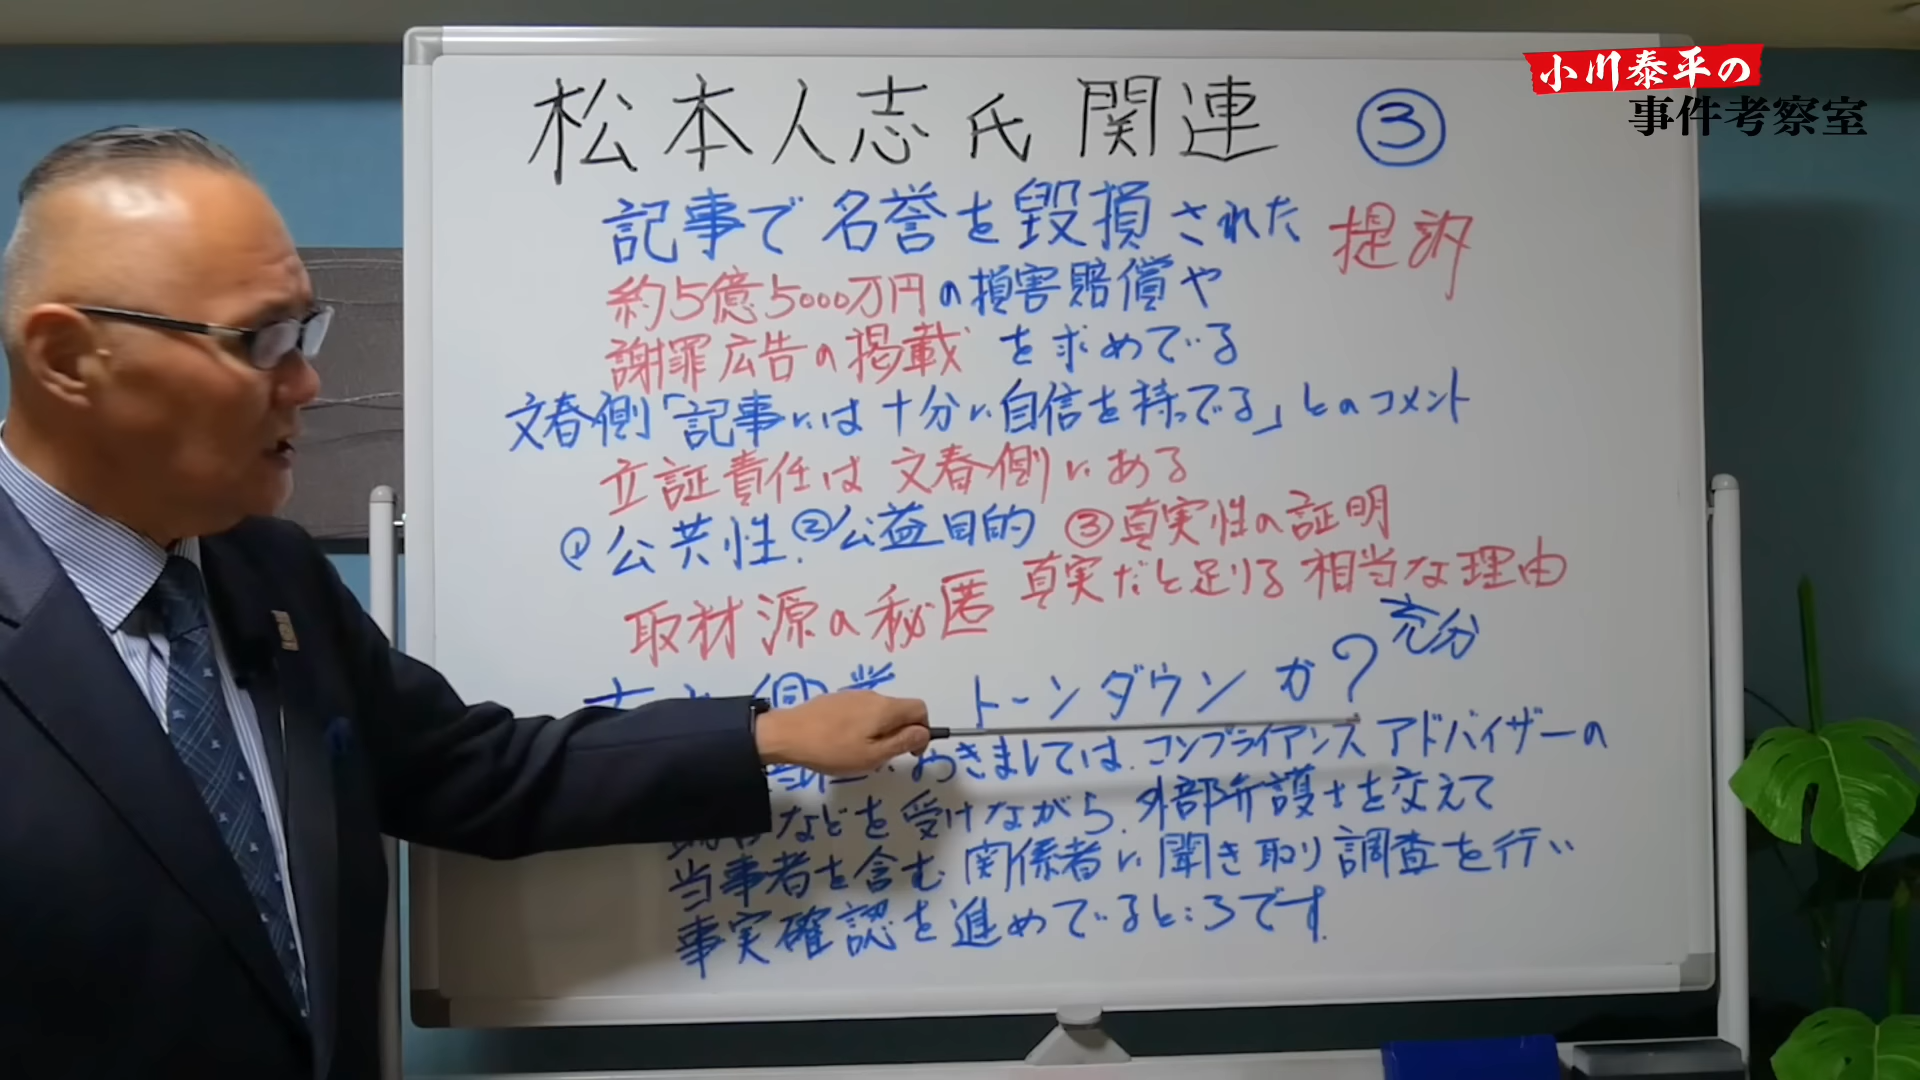 小川泰平の
事件考察室
松本人志氏関連 ③
記事で名誉を毀損された 提訴
約5億5000万円の損害賠償や
謝罪広告の掲載を求めている
文春側「記事には十分に自信を持ってる」とのコメント
立証責任は文春側にある
①公共性、②公益目的 ③真実性の証明
取材源の秘匿 真実だと足りる相当な理由
充分
トーンダウンか?
おきましては、コンプライアンスアドバイザーの
などを受けながら、外部弁護士を交えて
当事者を含む関係者に聞き取り調査を行い
事実確認を進めているところです。